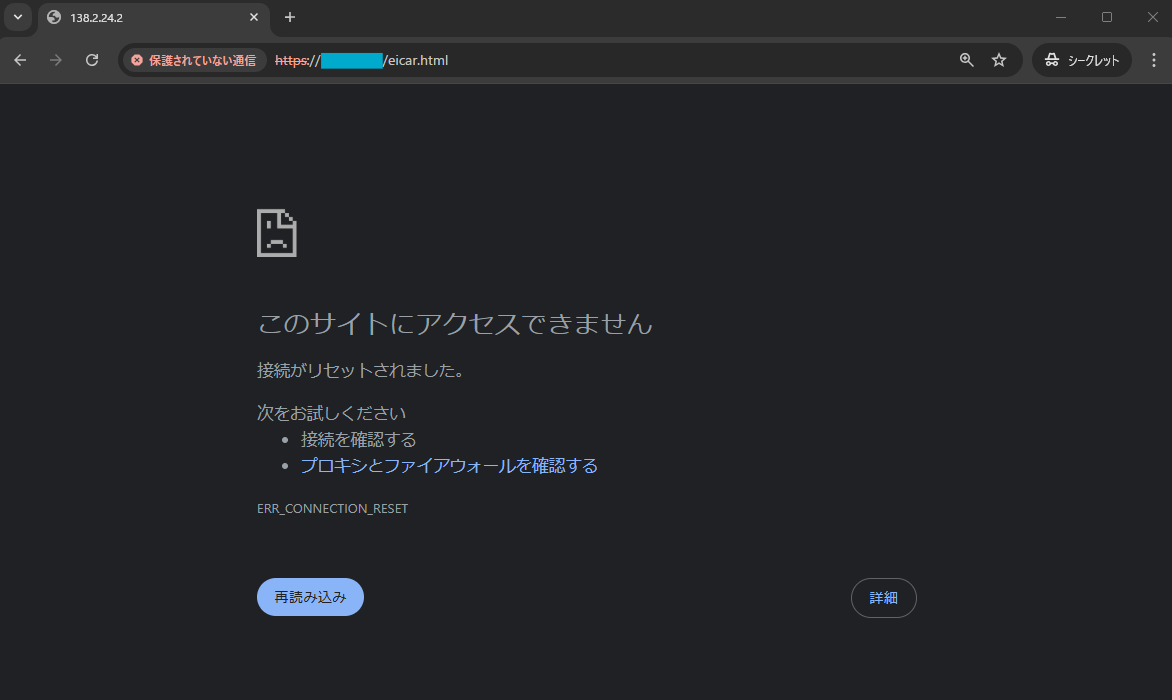 138.2.24.2
保護されていない通信 https:// /eicar.html
シークレット
このサイトにアクセスできません
接続がリセットされました。
次をお試しください
接続を確認する
プロキシとファイアウォールを確認する
ERR_CONNECTION_RESET
再読み込み
詳細